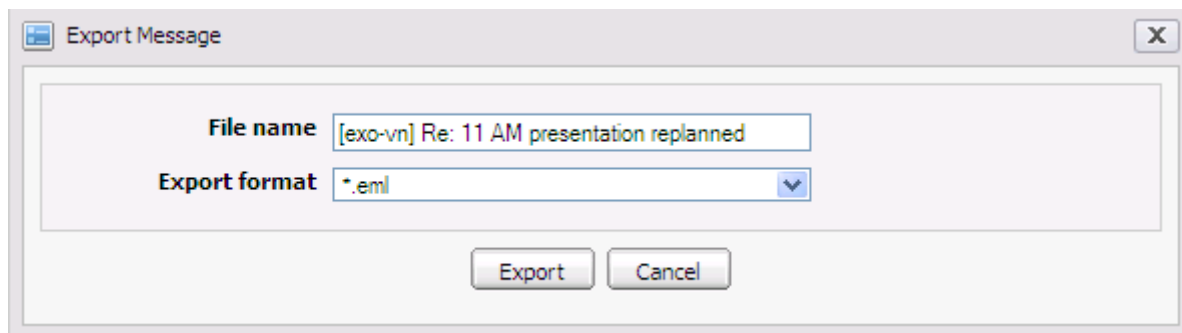 Export Message
X
File name [exo-vn] Re: 11 AM presentation replanned
Export format *.eml
Export Cancel